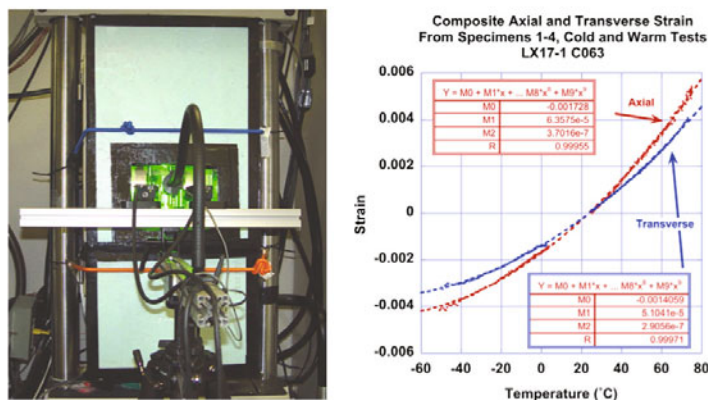 Composite Axial and Transverse Strain
From Specimens 1-4, Cold and Warm Tests
LX17-1 C063
0.006
0.004
0.002
0
-0.002
-0.004
-0.006
Strain
Y = M0 + M1*x + ... M8*x⁸ + M9*x⁹
M0 -0.001728
M1 6.3575e-5
M2 3.7016e-7
R 0.99955
Axial
Transverse
Y = M0 + M1*x + ... M8*x⁸ + M9*x⁹
M0 -0.0014059
M1 5.1041e-5
M2 2.9056e-7
R 0.99971
-60 -40 -20 0 20 40 60 80
Temperature (˚C)